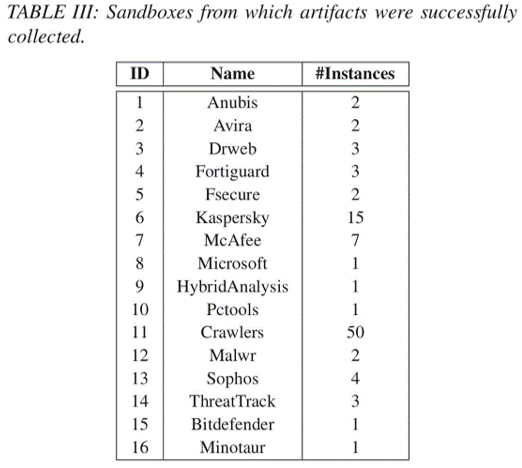 TABLE III: Sandboxes from which artifacts were successfully
collected.
ID Name #Instances
1 Anubis 2
2 Avira 2
3 Drweb 3
4 Fortiguard 3
5 Fsecure 2
6 Kaspersky 15
7 McAfee 7
8 Microsoft 1
9 HybridAnalysis 1
10 Pctools 1
11 Crawlers 50
12 Malwr 2
13 Sophos 4
14 ThreatTrack 3
15 Bitdefender 1
16 Minotaur 1